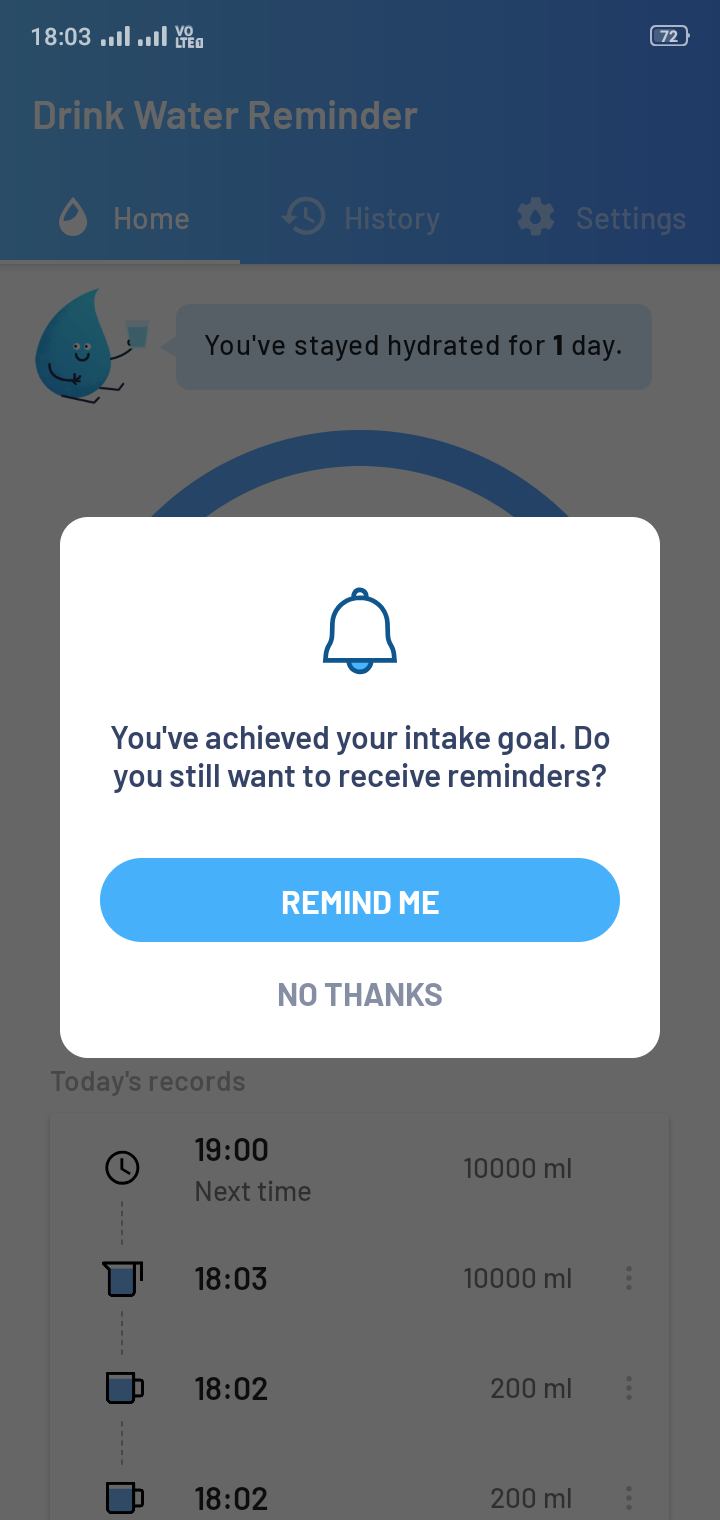 18:03 VO LTE 1 72
Drink Water Reminder
Home History Settings
You've stayed hydrated for 1 day.
You've achieved your intake goal. Do
you still want to receive reminders?
REMIND ME
NO THANKS
Today's records
19:00 10000 ml
Next time
18:03 10000 ml
18:02 200 ml
18:02 200 ml